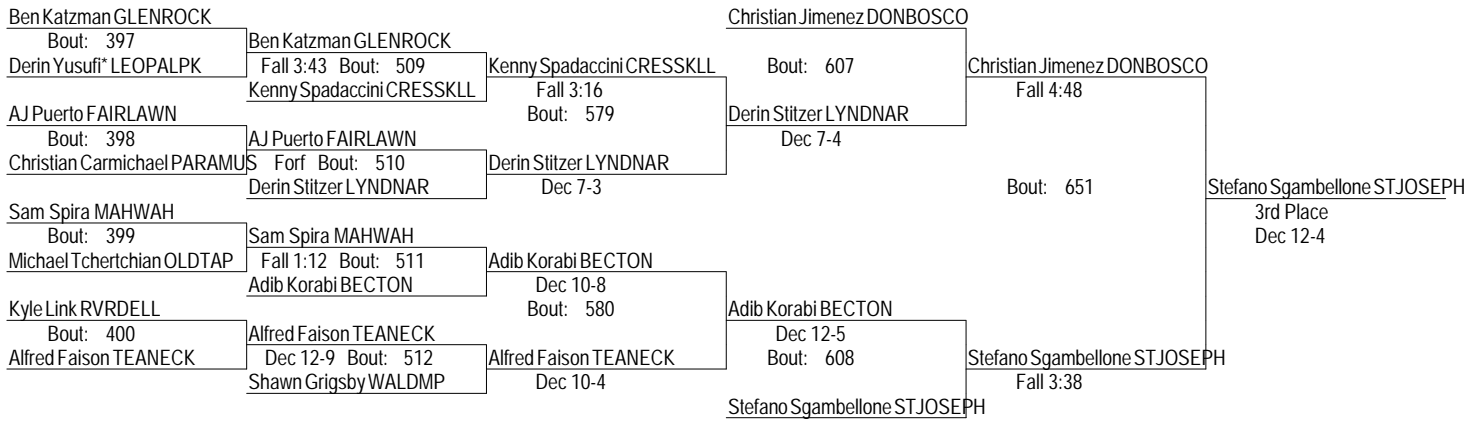 Ben Katzman GLENROCK
Bout: 397
Derin Yusufi* LEOPALPK
AJ Puerto FAIRLAWN
Bout: 398
Christian Carmichael PARAMUS
Sam Spira MAHWAH
Bout: 399
Michael Tchertchian OLDTAP
Kyle Link RVRDELL
Bout: 400
Alfred Faison TEANECK
Ben Katzman GLENROCK
Fall 3:43 Bout: 509
Kenny Spadaccini CRESSKLL
AJ Puerto FAIRLAWN
Forf Bout: 510
Derin Stitzer LYNDNAR
Sam Spira MAHWAH
Fall 1:12 Bout: 511
Adib Korabi BECTON
Alfred Faison TEANECK
Dec 12-9 Bout: 512
Shawn Grigsby WALDMP
Kenny Spadaccini CRESSKLL
Fall 3:16
Bout: 579
Derin Stitzer LYNDNAR
Dec 7-3
Adib Korabi BECTON
Dec 10-8
Bout: 580
Alfred Faison TEANECK
Dec 10-4
Christian Jimenez DONBOSCO
Bout: 607
Derin Stitzer LYNDNAR
Dec 7-4
Adib Korabi BECTON
Dec 12-5
Bout: 608
Stefano Sgambellone STJOSEPH
Christian Jimenez DONBOSCO
Fall 4:48
Bout: 651
Stefano Sgambellone STJOSEPH
Fall 3:38
Stefano Sgambellone STJOSEPH
3rd Place
Dec 12-4